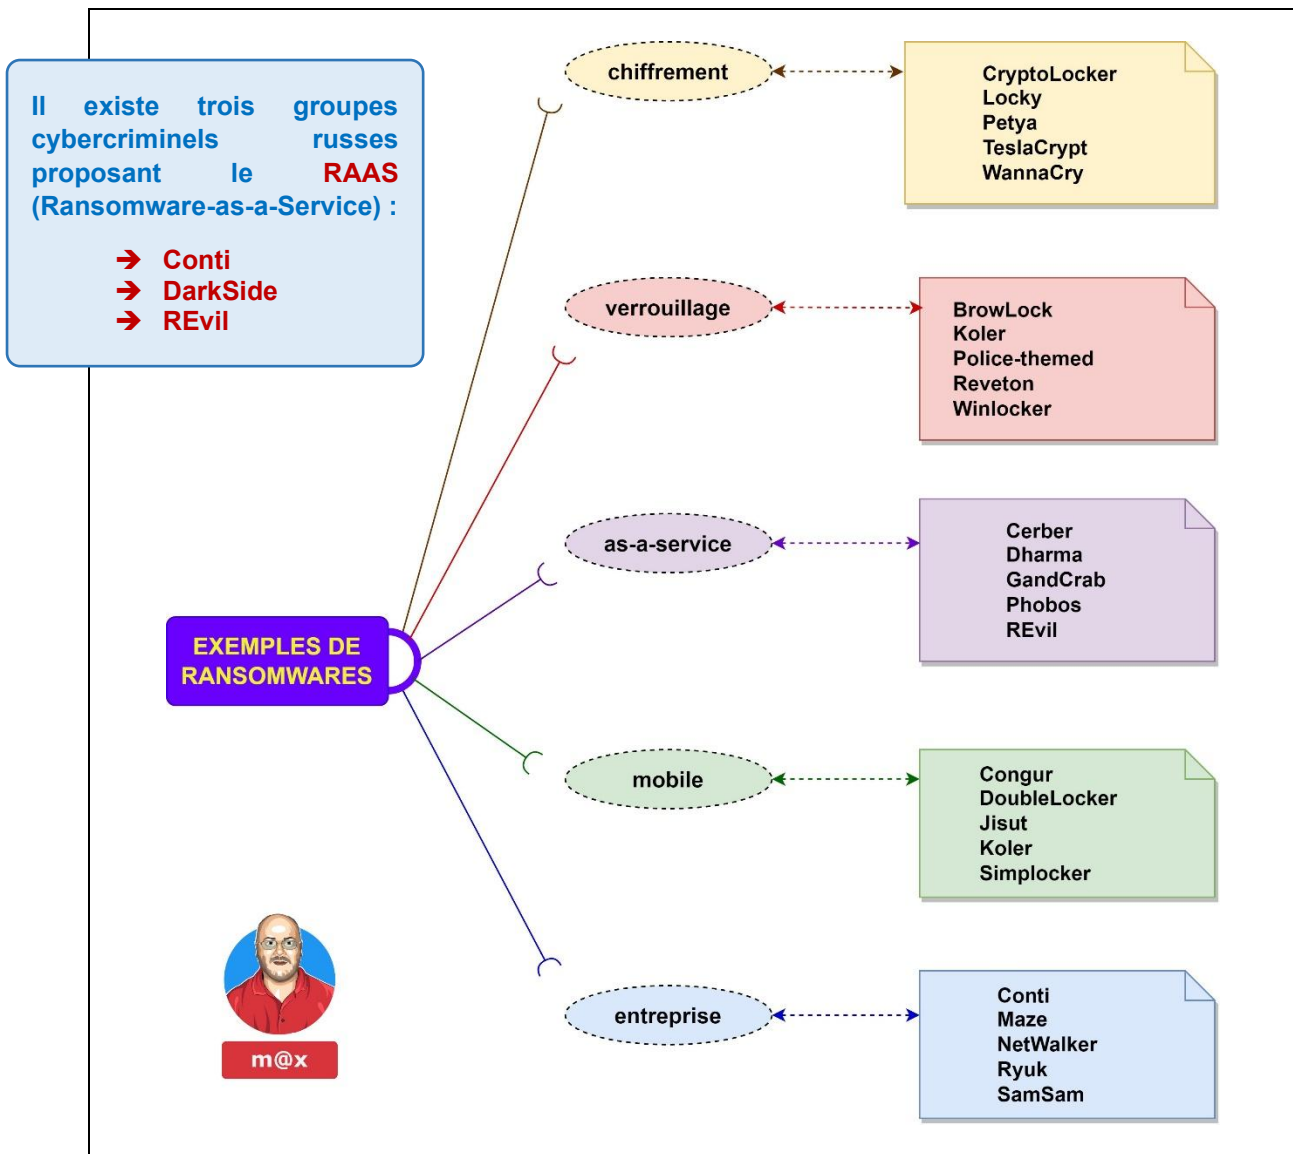 Il existe trois groupes
cybercriminels russes
proposant le RAAS
(Ransomware-as-a-Service) :
➔ Conti
➔ DarkSide
➔ REvil
EXEMPLES DE
RANSOMWARES
chiffrement
CryptoLocker
Locky
Petya
TeslaCrypt
WannaCry
verrouillage
BrowLock
Koler
Police-themed
Reveton
Winlocker
as-a-service
Cerber
Dharma
GandCrab
Phobos
REvil
mobile
Congur
DoubleLocker
Jisut
Koler
Simplocker
entreprise
Conti
Maze
NetWalker
Ryuk
SamSam
m@x